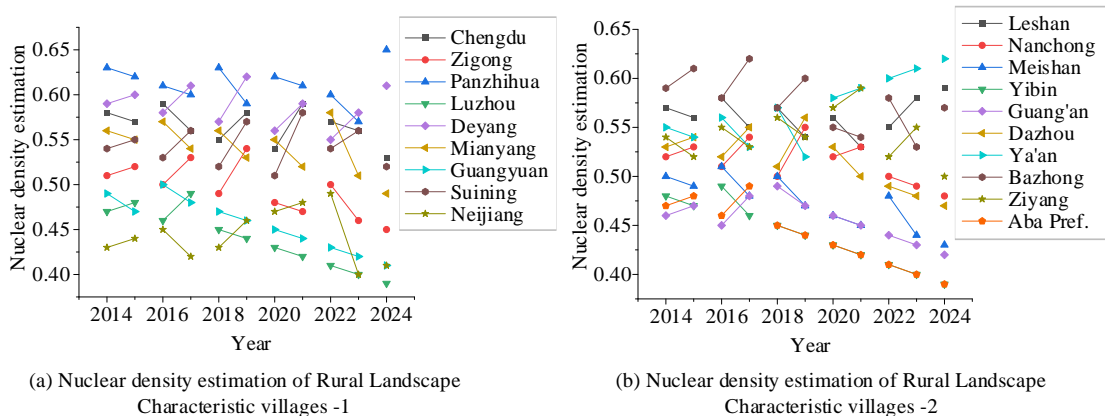 Nuclear density estimation
0.65
0.60
0.55
0.50
0.45
0.40
2014 2016 2018 2020 2022 2024
Year
Chengdu
Zigong
Panzhihua
Luzhou
Deyang
Mianyang
Guangyuan
Suining
Neijiang
(a) Nuclear density estimation of Rural Landscape
Characteristic villages -1
Nuclear density estimation
0.65
0.60
0.55
0.50
0.45
0.40
2014 2016 2018 2020 2022 2024
Year
Leshan
Nanchong
Meishan
Yibin
Guang'an
Dazhou
Ya'an
Bazhong
Ziyang
Aba Pref.
(b) Nuclear density estimation of Rural Landscape
Characteristic villages -2